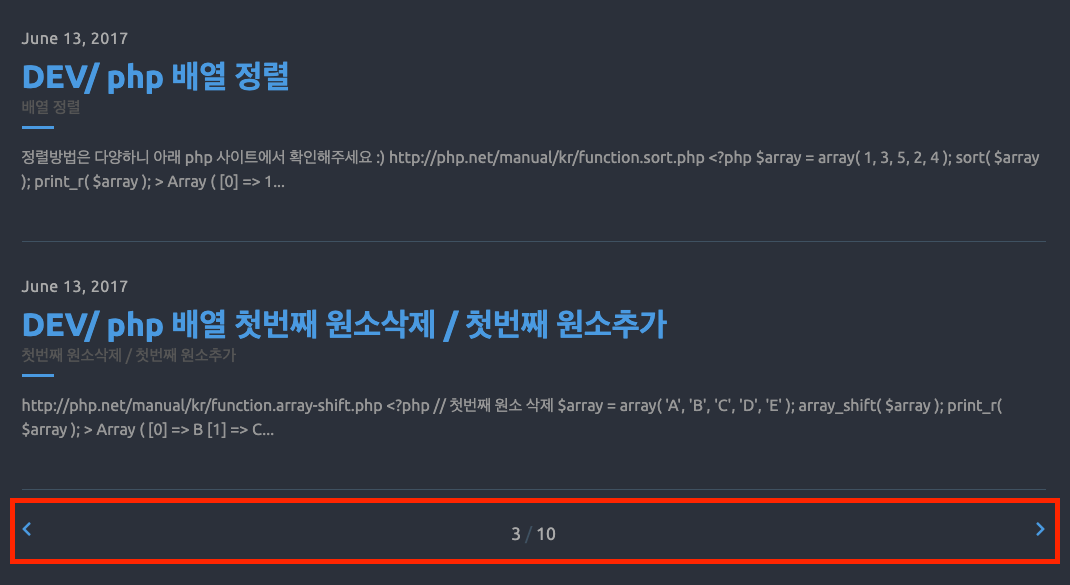 June 13, 2017
DEV/ php 배열 정렬
배열 정렬
정렬방법은 다양하니 아래 php 사이트에서 확인해주세요 :) http://php.net/manual/kr/function.sort.php <?php $array = array( 1, 3, 5, 2, 4 ); sort( $array
); print_r( $array ); > Array ( [0] => 1...
June 13, 2017
DEV/ php 배열 첫번째 원소삭제 / 첫번째 원소추가
첫번째 원소삭제 / 첫번째 원소추가
http://php.net/manual/kr/function.array-shift.php <?php // 첫번째 원소 삭제 $array = array( 'A', 'B', 'C', 'D', 'E' ); array_shift( $array ); print_r(
$array ); > Array ( [0] => B [1] => C...
3 / 10